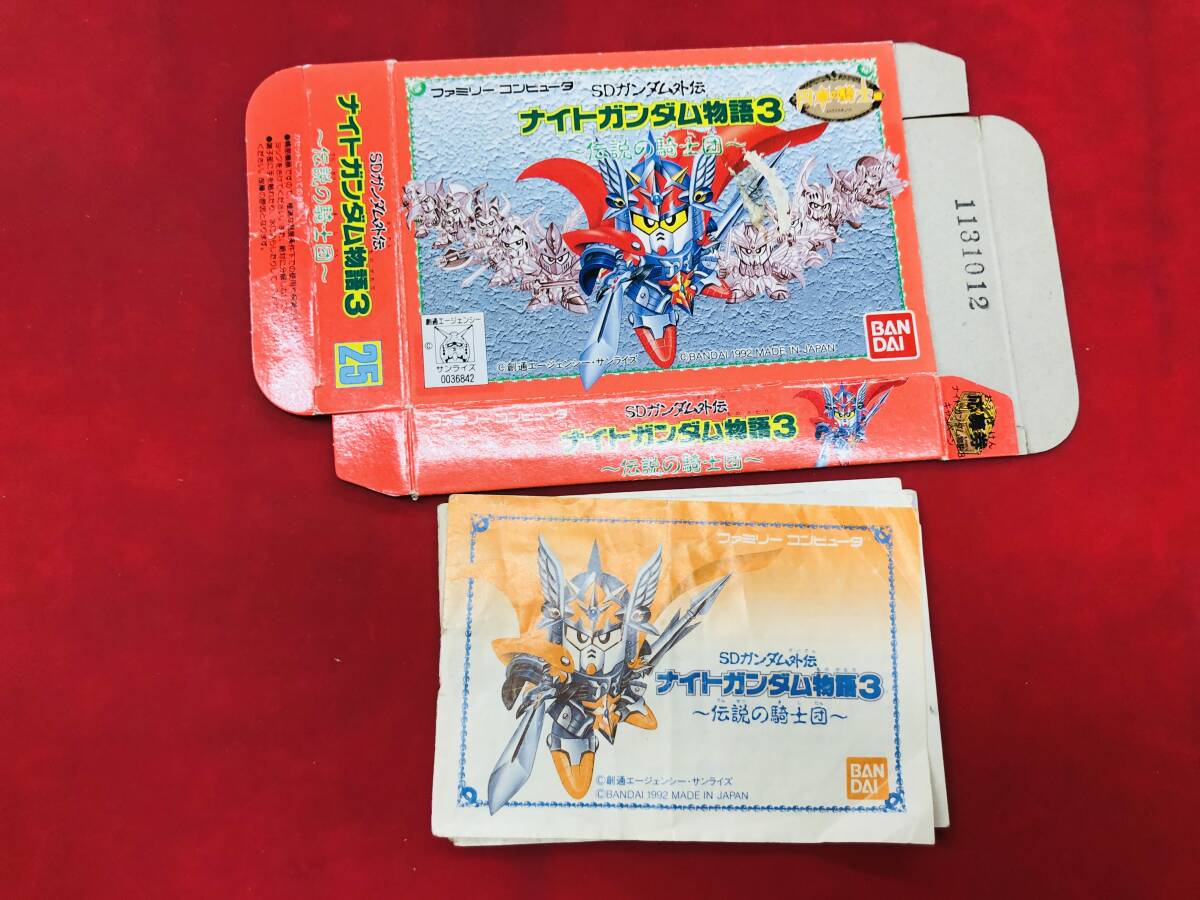 ファミリー コンピュータ
SDガンダム外伝
ナイトガンダム物語3
～伝説の騎士団～
創通エージェンシー
©
サンライズ
0036842
©創通エージェンシー・サンライズ
©BANDAI 1992 MADE IN JAPAN
BAN
DAI
SDガンダム外伝
ナイトガンダム物語3
～伝説の騎士団～
25
ファミリー コンピュータ
SDガンダム外伝
ナイトガンダム物語3
～伝説の騎士団～
1131012
応募券
ファミリー コンピュータ
SDガンダム外伝
ナイトガンダム物語3
～伝説の騎士団～
©創通エージェンシー・サンライズ
©BANDAI 1992 MADE IN JAPAN
BAN
DAI